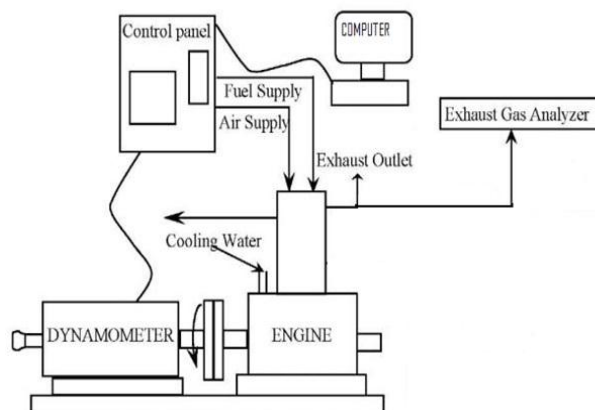 Control panel
COMPUTER
Fuel Supply
Air Supply
Exhaust Gas Analyzer
Exhaust Outlet
Cooling Water
DYNAMOMETER
ENGINE